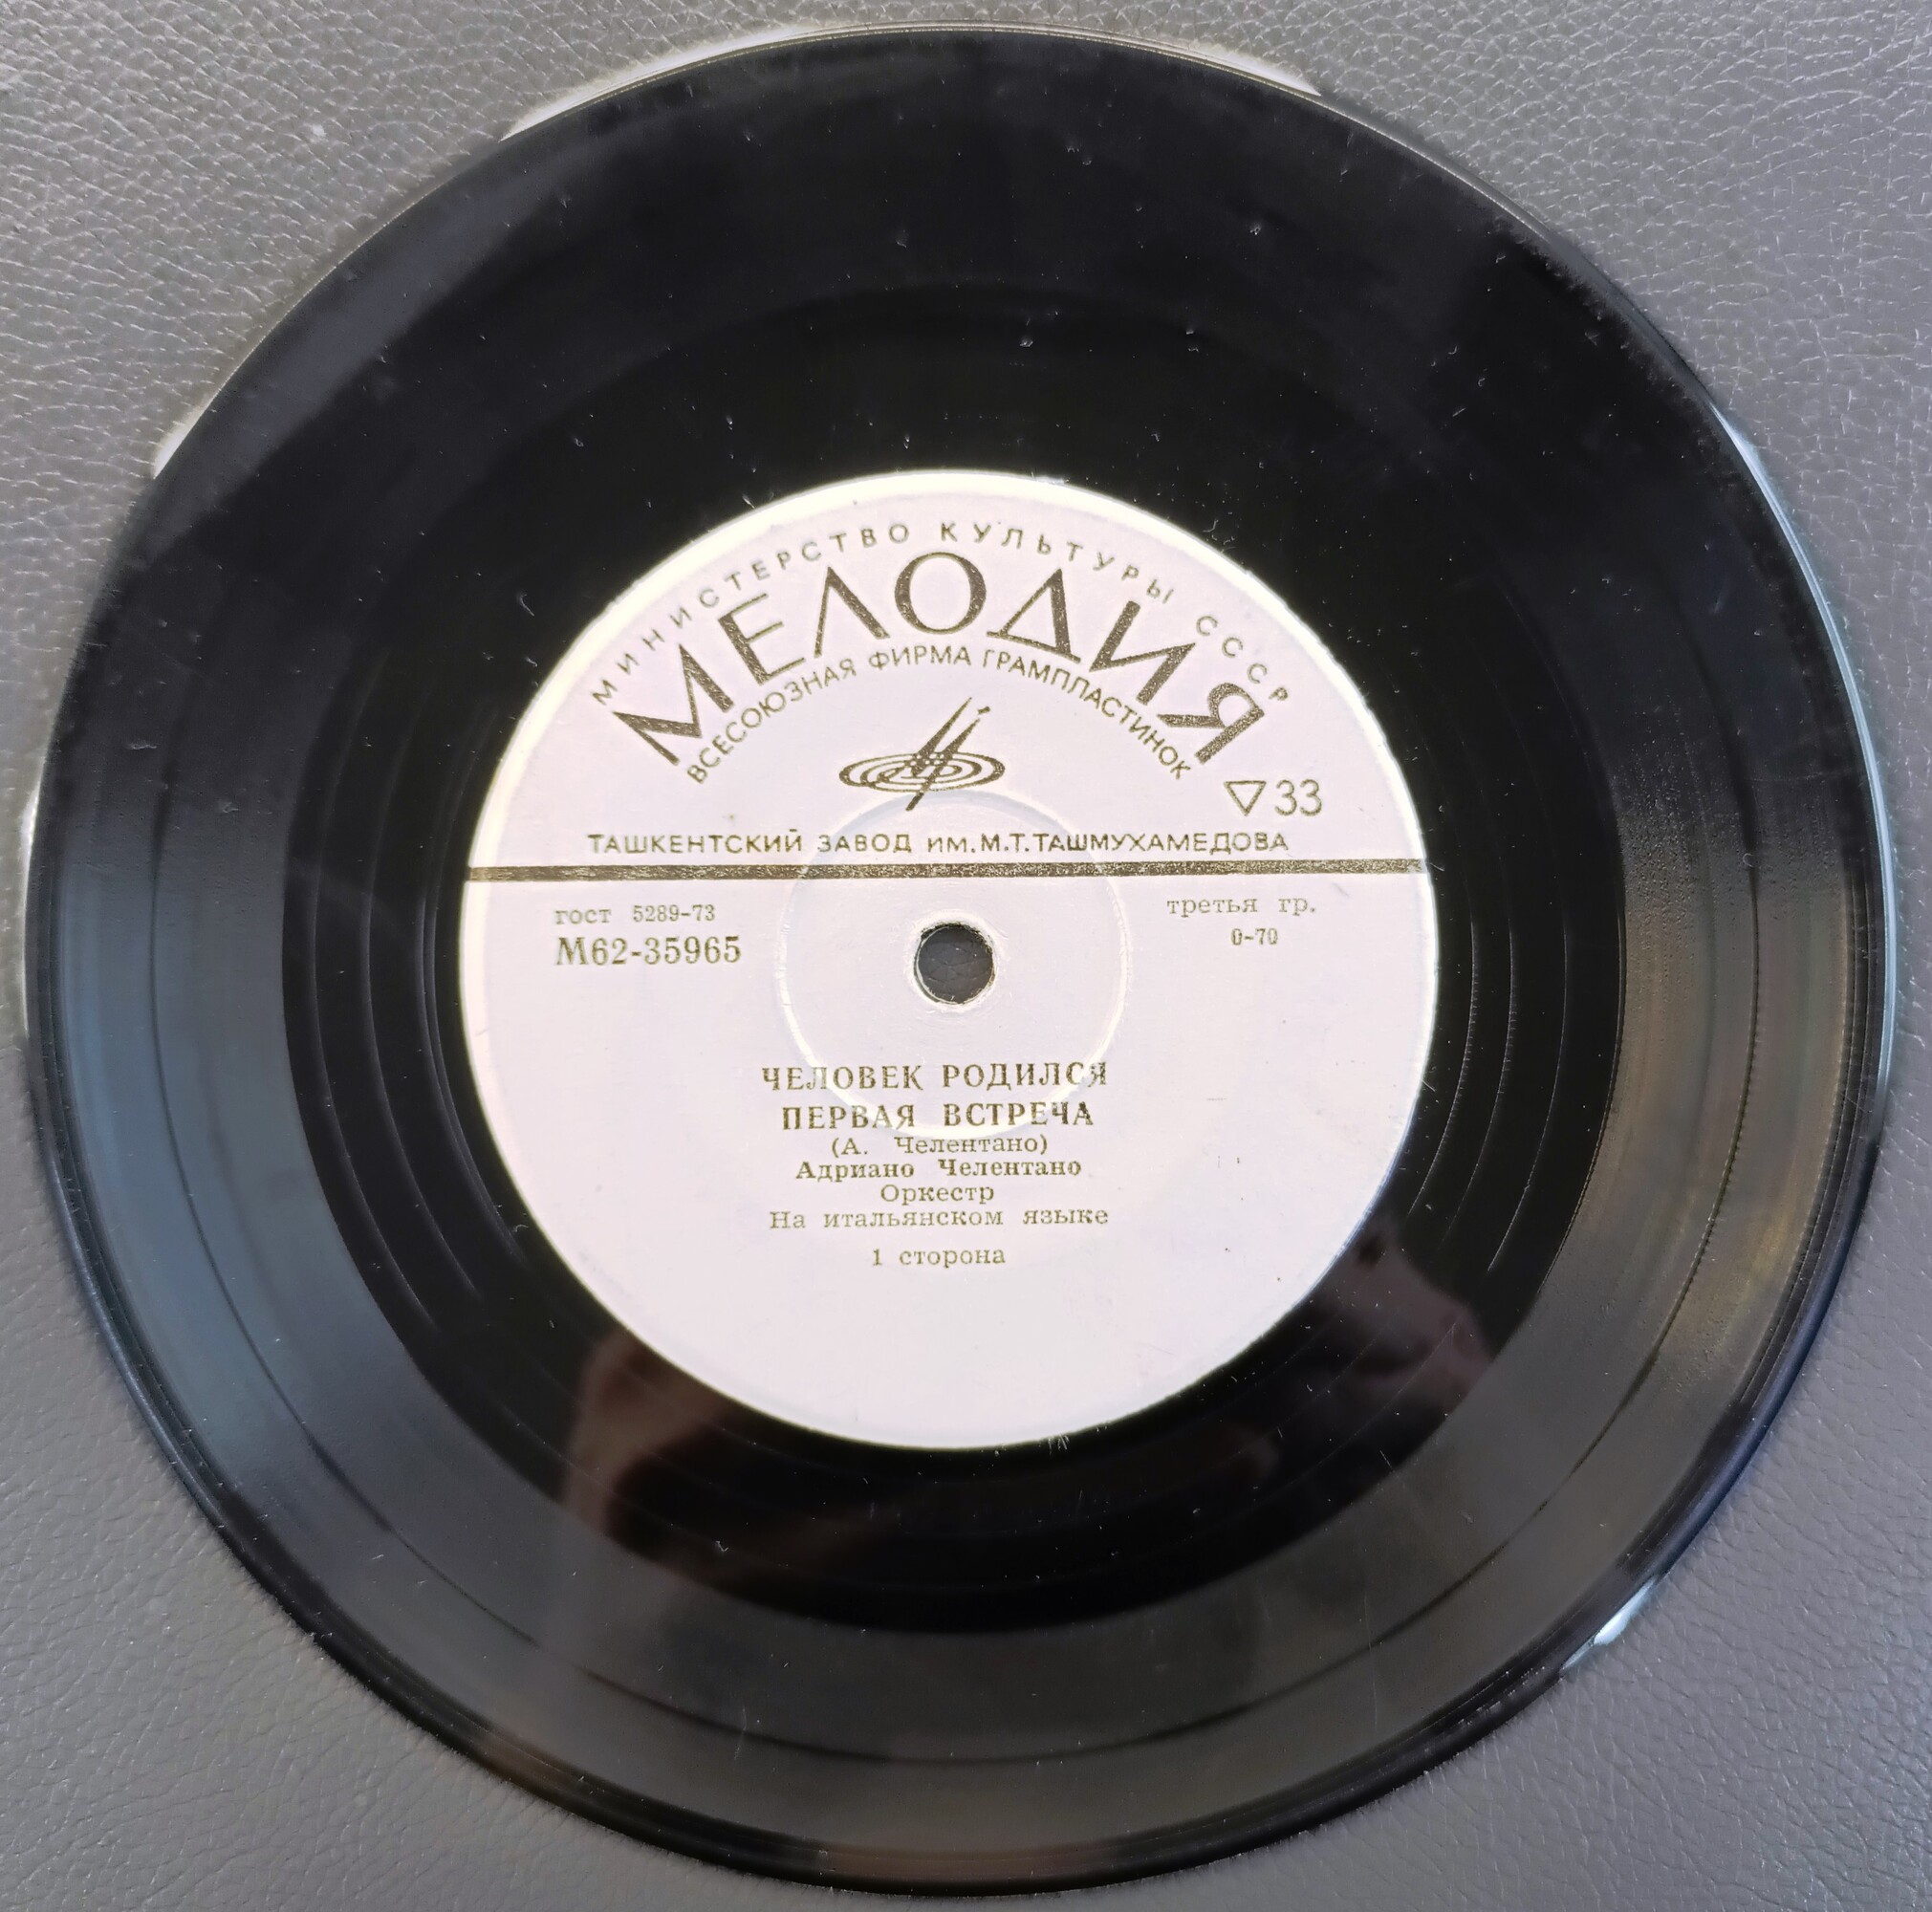 МИНИСТЕРСТВО КУЛЬТУРЫ СССР
МЕЛОДИЯ
ВСЕСОЮЗНАЯ ФИРМА ГРАМПЛАСТИНОК
33
ТАШКЕНТСКИЙ ЗАВОД ИМ. М.Т. ТАШМУХАМЕДОВА
гост 5289-73
третья гр.
М62-35965
0-70
ЧЕЛОВЕК РОДИЛСЯ
ПЕРВАЯ ВСТРЕЧА
(А. Челентано)
Адриано Челентано
Оркестр
На итальянском языке
1 сторона